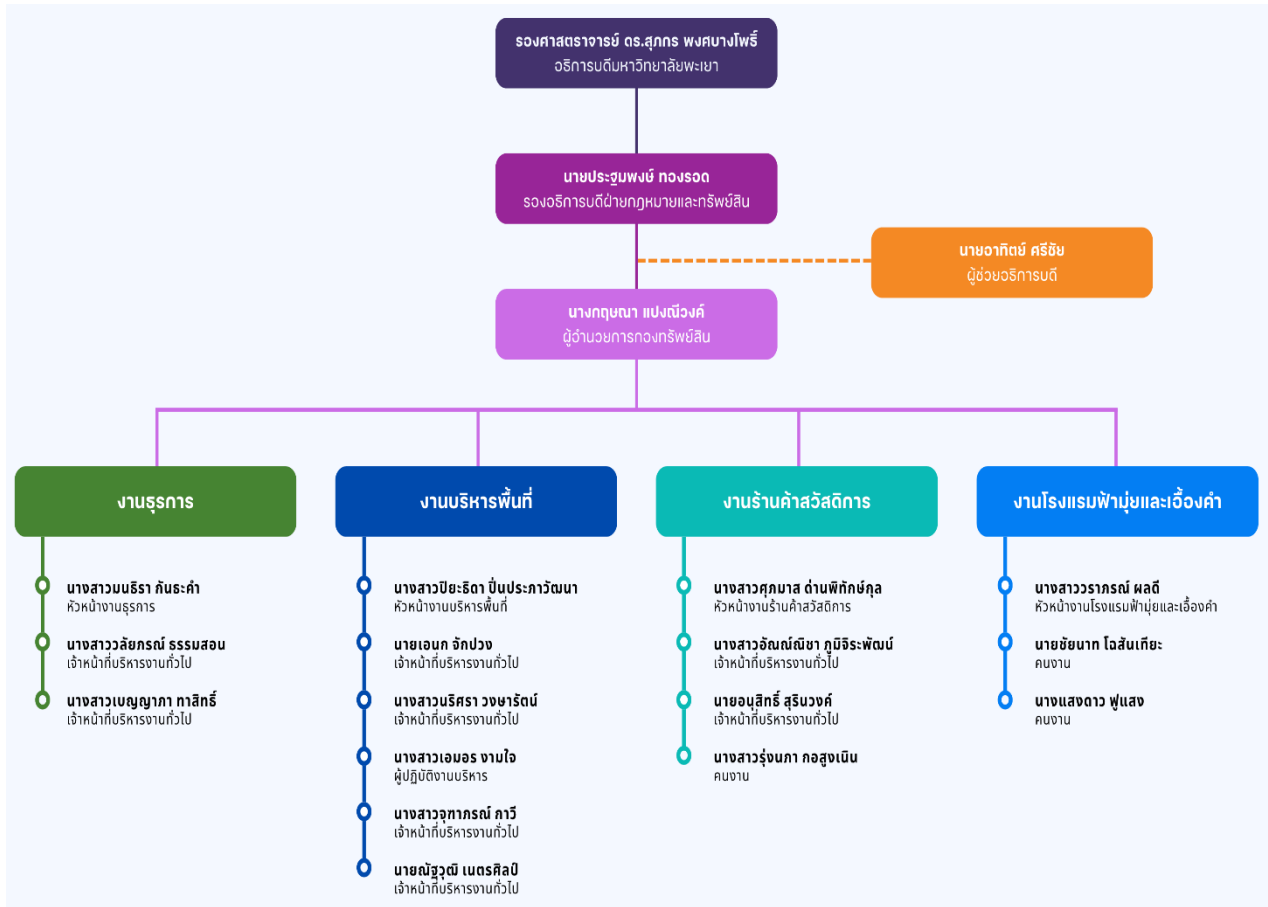 รองศาสตราจารย์ ดร.สุภกร พงศบางโพธิ์
อธิการบดีมหาวิทยาลัยพะเยา
นายประฐมพงษ์ ทองรอด
รองอธิการบดีฝ่ายกฎหมายและทรัพย์สิน
นายอาทิตย์ ศรีชัย
ผู้ช่วยอธิการบดี
นางกฤษณา แปงณีวงค์
ผู้อำนวยการกองทรัพย์สิน
งานธุรการ
นางสาวมนธิรา กันธะคำ
หัวหน้างานธุรการ
นางสาววลัยภรณ์ ธรรมสอน
เจ้าหน้าที่บริหารงานทั่วไป
นางสาวเบญญาภา ทาสิทธิ์
เจ้าหน้าที่บริหารงานทั่วไป
งานบริหารพื้นที่
นางสาวปิยะธิดา ปิ่นประภาวัฒนา
หัวหน้างานบริหารพื้นที่
นายเอนก จักปวง
เจ้าหน้าที่บริหารงานทั่วไป
นางสาวนริศรา วงษารัตน์
เจ้าหน้าที่บริหารงานทั่วไป
นางสาวเอมอร งามใจ
ผู้ปฏิบัติงานบริหาร
นางสาวจุฑาภรณ์ กาวี
เจ้าหน้าที่บริหารงานทั่วไป
นายณัฐวุฒิ เนตรศิลป์
เจ้าหน้าที่บริหารงานทั่วไป
งานร้านค้าสวัสดิการ
นางสาวศุภมาส ด่านพิทักษ์กุล
หัวหน้างานร้านค้าสวัสดิการ
นางสาวอัณณ์ณิชา ภูมิจิระพัฒน์
เจ้าหน้าที่บริหารงานทั่วไป
นายอนุสิทธิ์ สุรินวงค์
เจ้าหน้าที่บริหารงานทั่วไป
นางสาวรุ่งนภา กอสูงเนิน
คนงาน
งานโรงแรมฟ้ามุ่ยและเอื้องคำ
นางสาววราภรณ์ ผลดี
หัวหน้างานโรงแรมฟ้ามุ่ยและเอื้องคำ
นายชัยนาท โฉสันเทียะ
คนงาน
นางแสงดาว ฟูแสง
คนงาน